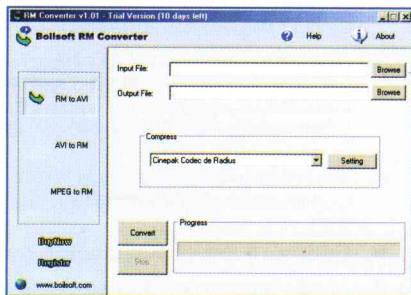 RM Converter v1.01 - Trial Version (10 days left)
Boilsoft RM Converter
Help
About
Input File:
Browse
Output File:
Browse
RM to AVI
AVI to RM
MPEG to RM
Compress
Cinepak Codec de Radius
Setting
Convert
Stop
Progress
BuyNow
Register
www.boilsoft.com